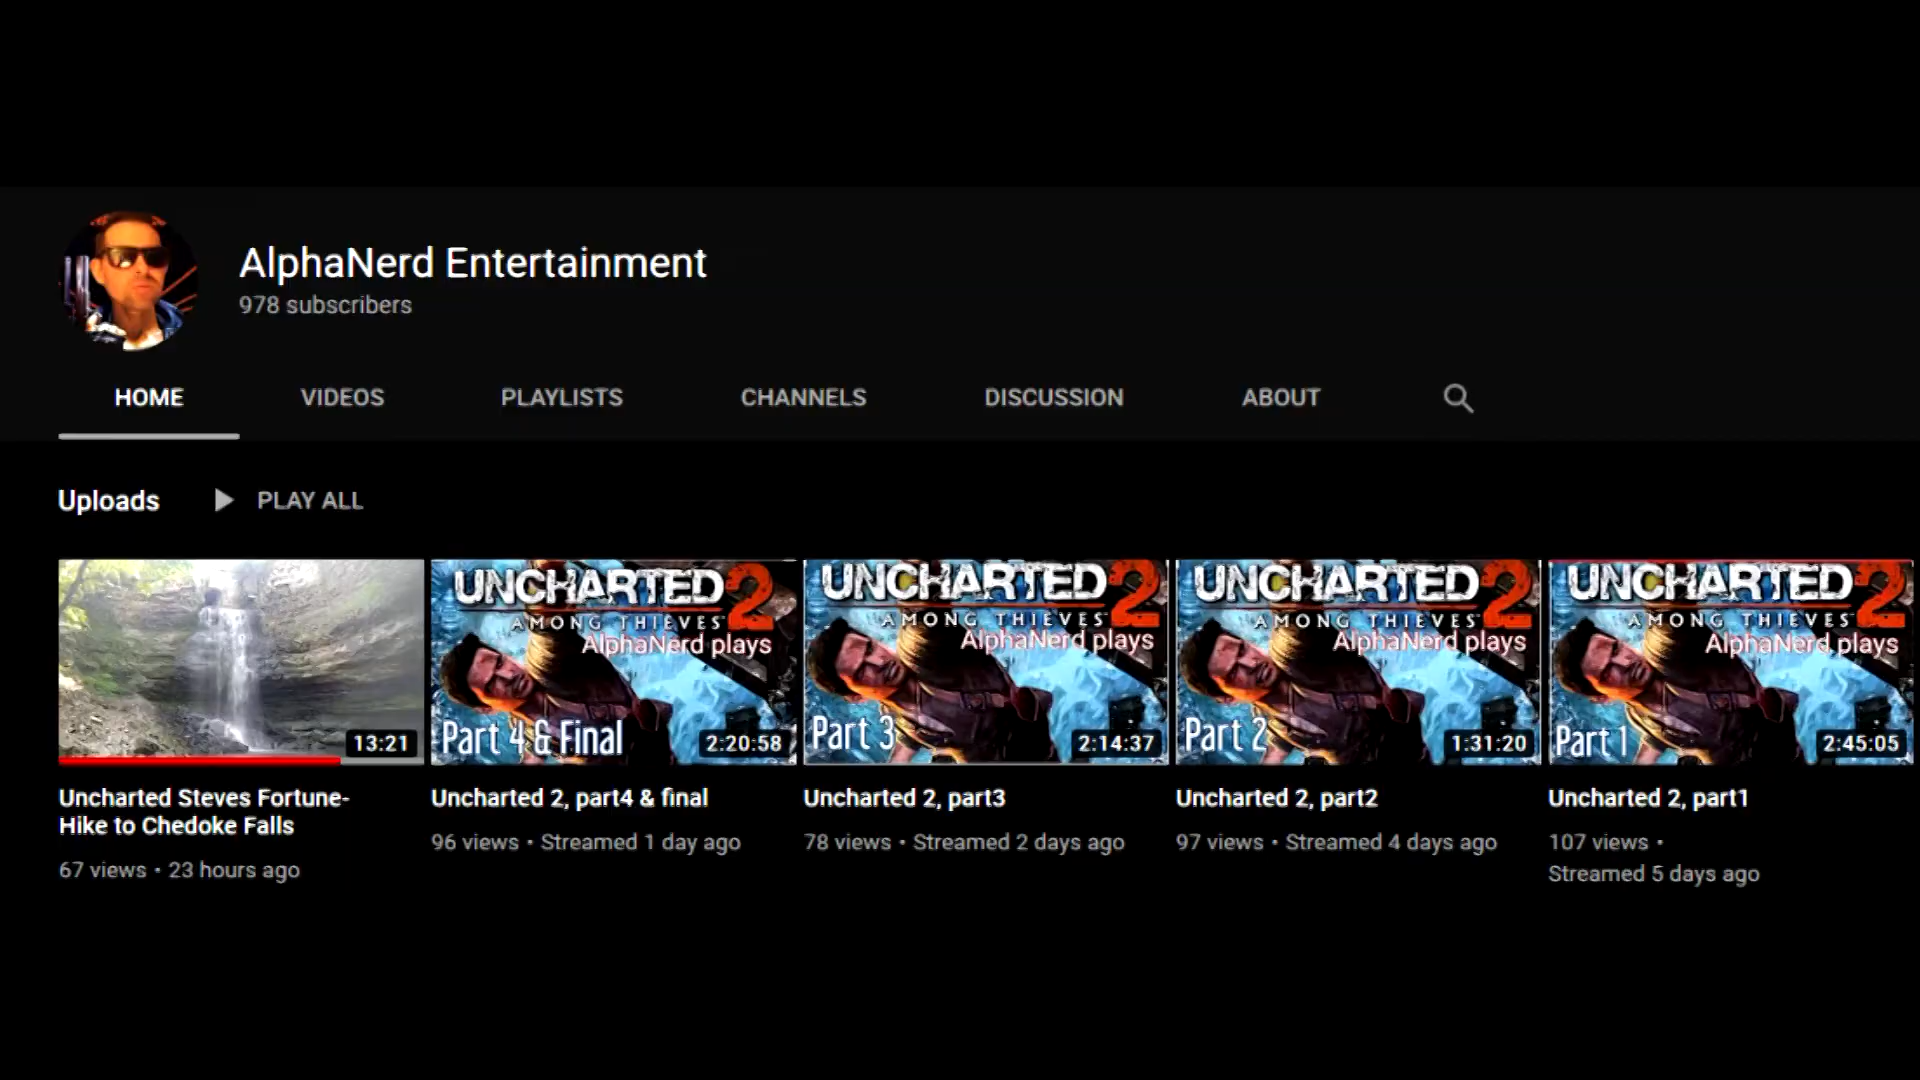 AlphaNerd Entertainment
978 subscribers
HOME VIDEOS PLAYLISTS CHANNELS DISCUSSION ABOUT
Uploads PLAY ALL
13:21
Uncharted Steves Fortune-
Hike to Chedoke Falls
67 views • 23 hours ago
UNCHARTED 2
AMONG THIEVES
AlphaNerd plays
Part 4 & Final
2:20:58
Uncharted 2, part4 & final
96 views • Streamed 1 day ago
UNCHARTED 2
AMONG THIEVES
AlphaNerd plays
Part 3
2:14:37
Uncharted 2, part3
78 views • Streamed 2 days ago
UNCHARTED 2
AMONG THIEVES
AlphaNerd plays
Part 2
1:31:20
Uncharted 2, part2
97 views • Streamed 4 days ago
UNCHARTED 2
AMONG THIEVES
AlphaNerd plays
Part 1
2:45:05
Uncharted 2, part1
107 views •
Streamed 5 days ago